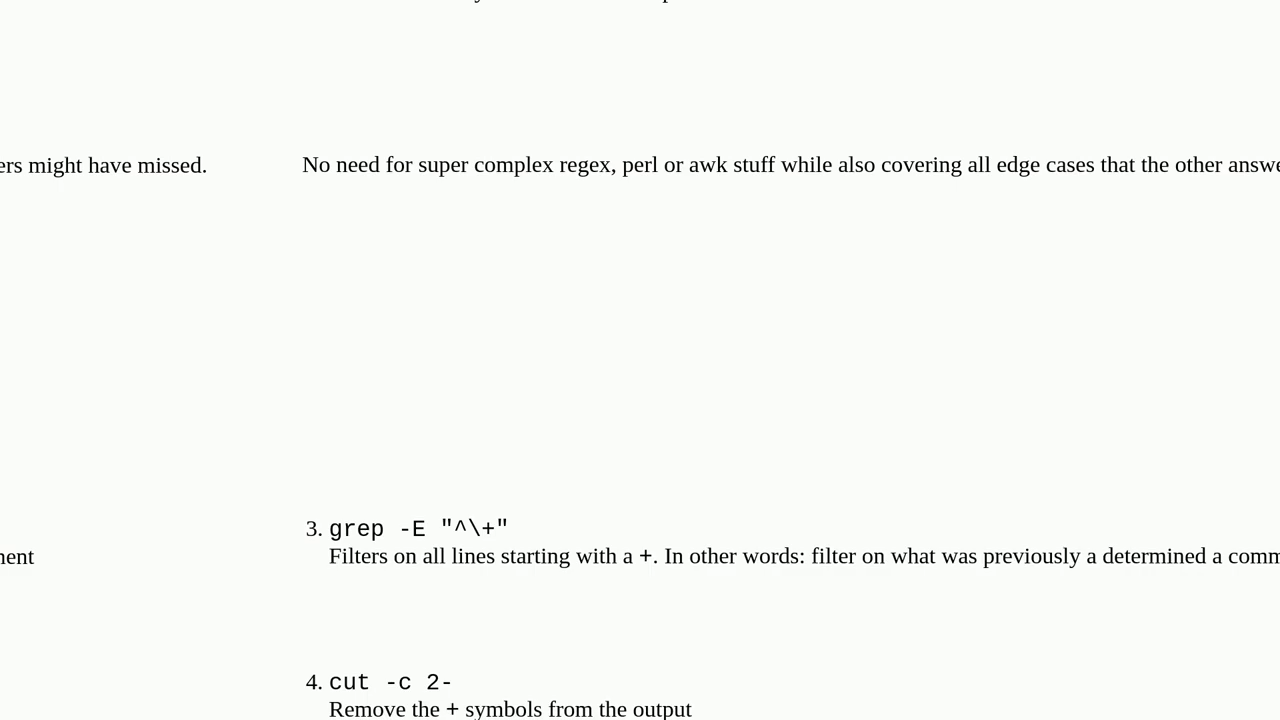 ers might have missed.
No need for super complex regex, perl or awk stuff while also covering all edge cases that the other answe
3. grep -E "^\+"
Filters on all lines starting with a +. In other words: filter on what was previously a determined a comm
nent
4. cut -c 2-
Remove the + symbols from the output